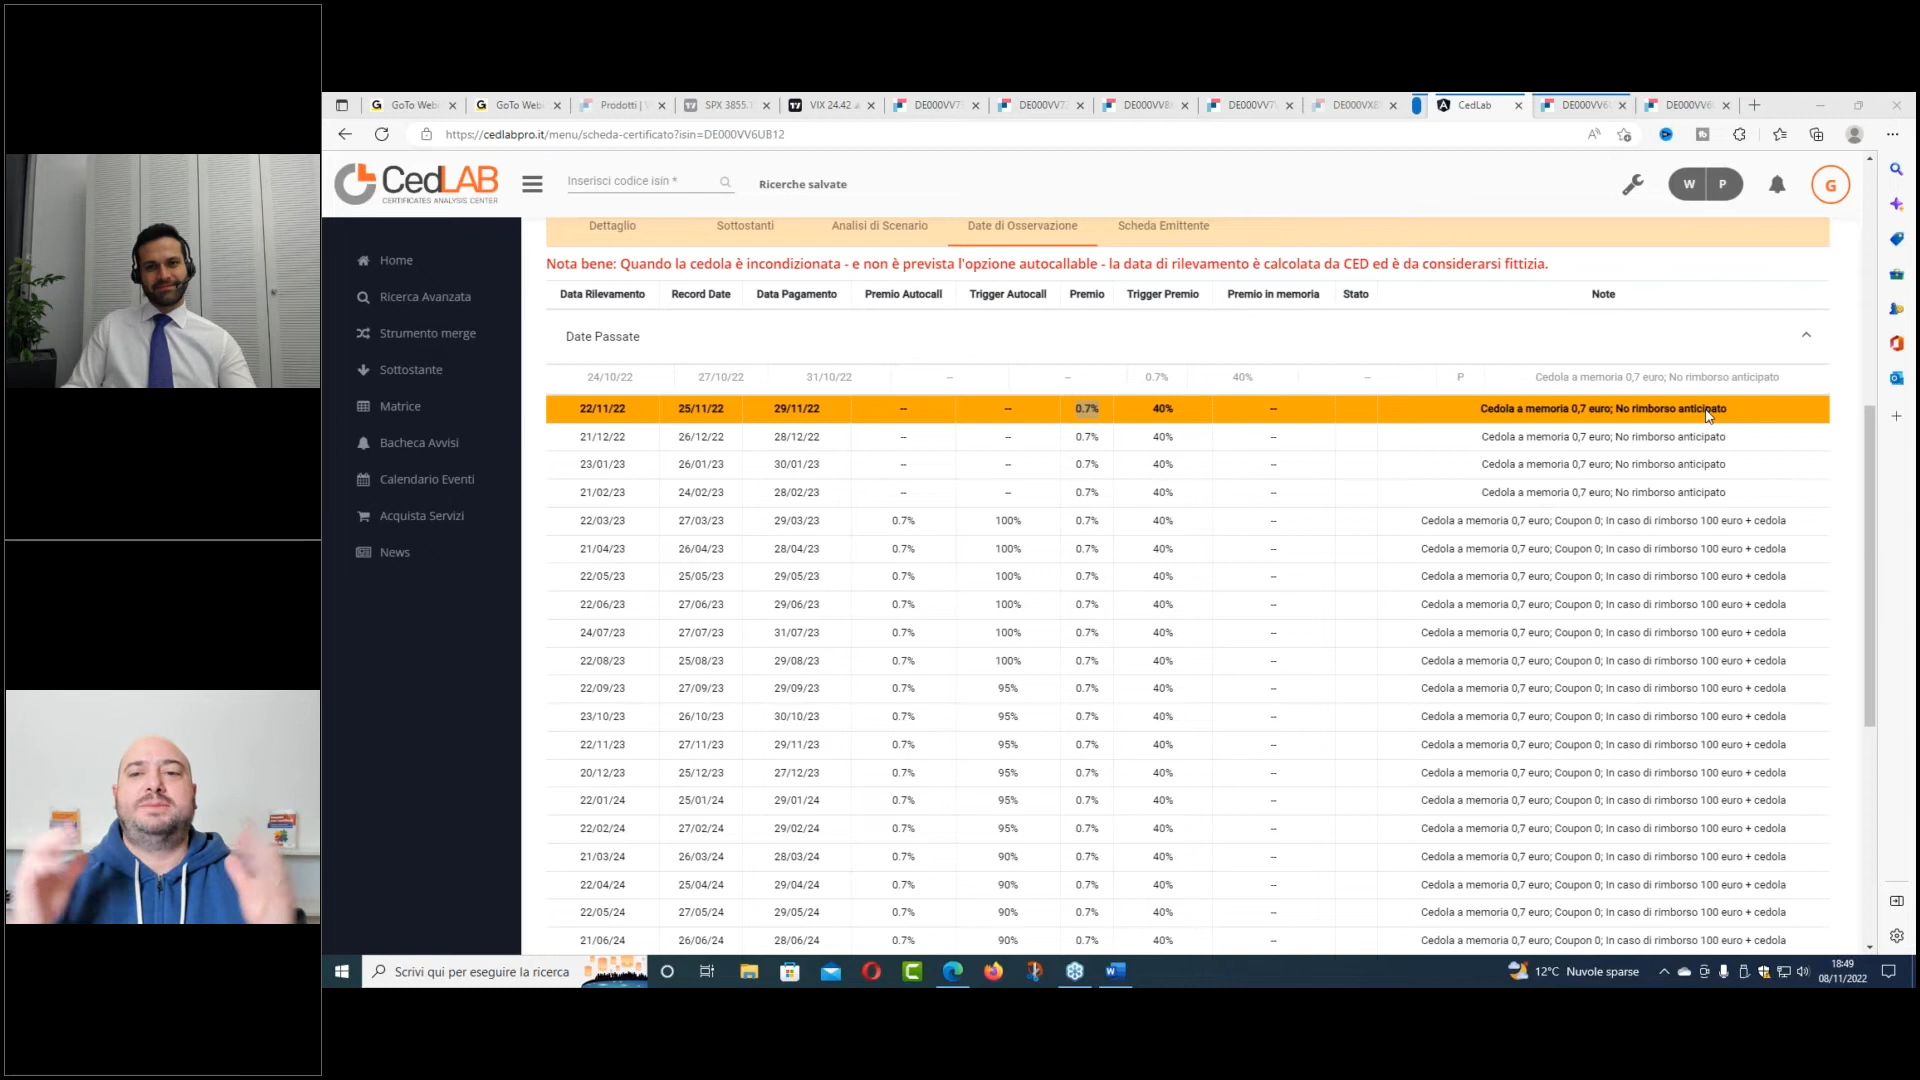 GoTo Web
GoTo Web
Prodotti |
SPX 3855.
VIX 24.42
DE000VV7
DE000VV7
DE000VV8
DE000VV7
DE000VX8
CedLab
DE000VV6
DE000VV6
https://cedlabpro.it/menu/scheda-certificato?isin=DE000VV6UB12
CedLAB
CERTIFICATES ANALYSIS CENTER
Inserisci codice isin *
Ricerche salvate
W P
G
Home
Ricerca Avanzata
Strumento merge
Sottostante
Matrice
Bacheca Avvisi
Calendario Eventi
Acquista Servizi
News
Dettaglio Sottostanti Analisi di Scenario Date di Osservazione Scheda Emittente
Nota bene: Quando la cedola è incondizionata - e non è prevista l'opzione autocallable - la data di rilevamento è calcolata da CED ed è da considerarsi fittizia.
Data Rilevamento Record Date Data Pagamento Premio Autocall Trigger Autocall Premio Trigger Premio Premio in memoria Stato Note
Date Passate
24/10/22 27/10/22 31/10/22 -- -- 0.7% 40% -- P Cedola a memoria 0,7 euro; No rimborso anticipato
22/11/22 25/11/22 29/11/22 -- -- 0.7% 40% -- Cedola a memoria 0,7 euro; No rimborso anticipato
21/12/22 26/12/22 28/12/22 -- -- 0.7% 40% -- Cedola a memoria 0,7 euro; No rimborso anticipato
23/01/23 26/01/23 30/01/23 -- -- 0.7% 40% -- Cedola a memoria 0,7 euro; No rimborso anticipato
21/02/23 24/02/23 28/02/23 -- -- 0.7% 40% -- Cedola a memoria 0,7 euro; No rimborso anticipato
22/03/23 27/03/23 29/03/23 0.7% 100% 0.7% 40% -- Cedola a memoria 0,7 euro; Coupon 0; In caso di rimborso 100 euro + cedola
21/04/23 26/04/23 28/04/23 0.7% 100% 0.7% 40% -- Cedola a memoria 0,7 euro; Coupon 0; In caso di rimborso 100 euro + cedola
22/05/23 25/05/23 29/05/23 0.7% 100% 0.7% 40% -- Cedola a memoria 0,7 euro; Coupon 0; In caso di rimborso 100 euro + cedola
22/06/23 27/06/23 29/06/23 0.7% 100% 0.7% 40% -- Cedola a memoria 0,7 euro; Coupon 0; In caso di rimborso 100 euro + cedola
24/07/23 27/07/23 31/07/23 0.7% 100% 0.7% 40% -- Cedola a memoria 0,7 euro; Coupon 0; In caso di rimborso 100 euro + cedola
22/08/23 25/08/23 29/08/23 0.7% 100% 0.7% 40% -- Cedola a memoria 0,7 euro; Coupon 0; In caso di rimborso 100 euro + cedola
22/09/23 27/09/23 29/09/23 0.7% 95% 0.7% 40% -- Cedola a memoria 0,7 euro; Coupon 0; In caso di rimborso 100 euro + cedola
23/10/23 26/10/23 30/10/23 0.7% 95% 0.7% 40% -- Cedola a memoria 0,7 euro; Coupon 0; In caso di rimborso 100 euro + cedola
22/11/23 27/11/23 29/11/23 0.7% 95% 0.7% 40% -- Cedola a memoria 0,7 euro; Coupon 0; In caso di rimborso 100 euro + cedola
20/12/23 25/12/23 27/12/23 0.7% 95% 0.7% 40% -- Cedola a memoria 0,7 euro; Coupon 0; In caso di rimborso 100 euro + cedola
22/01/24 25/01/24 29/01/24 0.7% 95% 0.7% 40% -- Cedola a memoria 0,7 euro; Coupon 0; In caso di rimborso 100 euro + cedola
22/02/24 27/02/24 29/02/24 0.7% 95% 0.7% 40% -- Cedola a memoria 0,7 euro; Coupon 0; In caso di rimborso 100 euro + cedola
21/03/24 26/03/24 28/03/24 0.7% 90% 0.7% 40% -- Cedola a memoria 0,7 euro; Coupon 0; In caso di rimborso 100 euro + cedola
22/04/24 25/04/24 29/04/24 0.7% 90% 0.7% 40% -- Cedola a memoria 0,7 euro; Coupon 0; In caso di rimborso 100 euro + cedola
22/05/24 27/05/24 29/05/24 0.7% 90% 0.7% 40% -- Cedola a memoria 0,7 euro; Coupon 0; In caso di rimborso 100 euro + cedola
21/06/24 26/06/24 28/06/24 0.7% 90% 0.7% 40% -- Cedola a memoria 0,7 euro; Coupon 0; In caso di rimborso 100 euro + cedola
Scrivi qui per eseguire la ricerca
12°C Nuvole sparse
18:49
08/11/2022